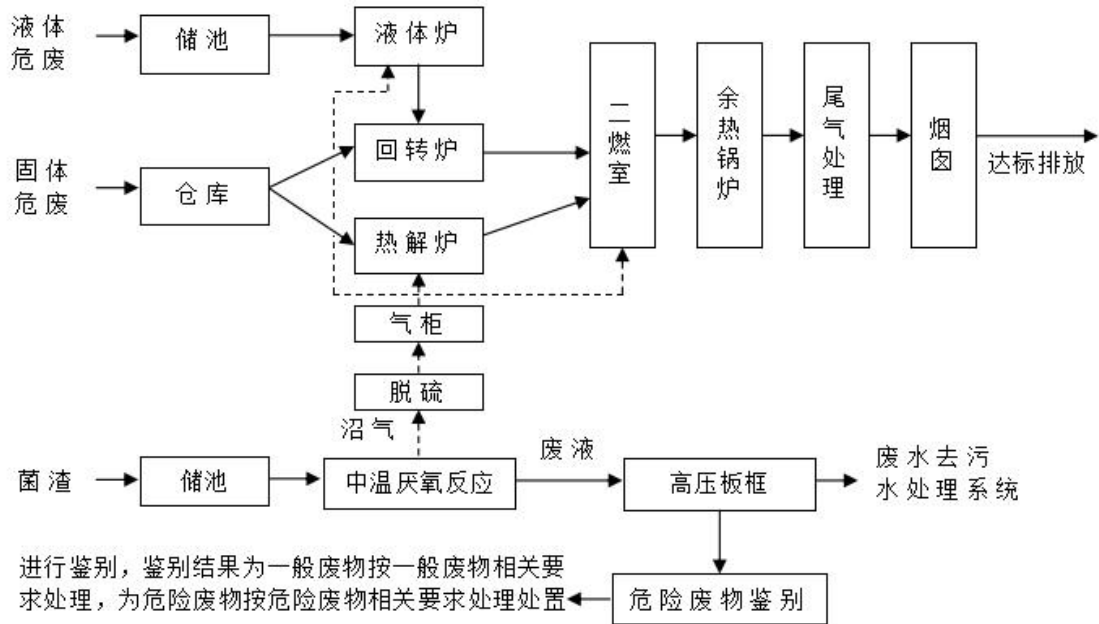 液体
危废
储池
液体炉
固体
危废
仓库
回转炉
热解炉
二燃室
余热锅炉
尾气处理
烟囱
达标排放
气柜
脱硫
沼气
菌渣
储池
中温厌氧反应
废液
高压板框
废水去污
水处理系统
危险废物鉴别
进行鉴别，鉴别结果为一般废物按一般废物相关要
求处理，为危险废物按危险废物相关要求处理处置